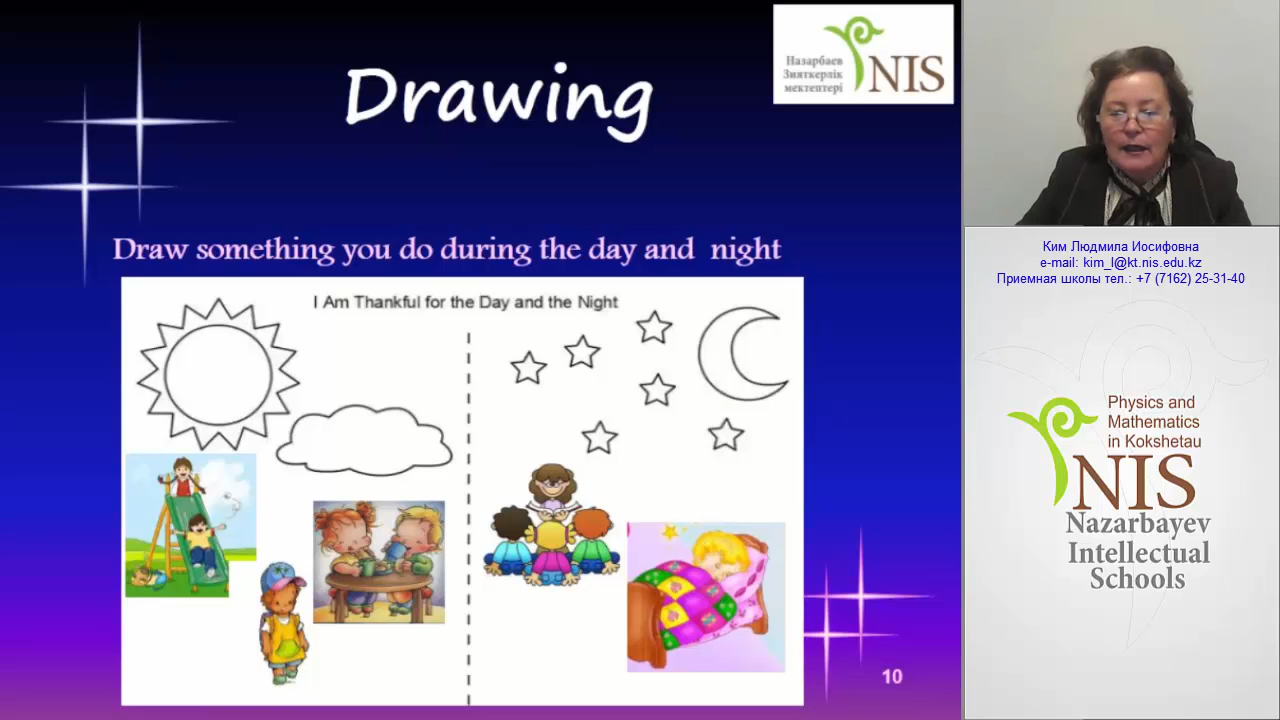 Drawing
Назарбаев
Зияткерлік
мектептері
NIS
Draw something you do during the day and night
I Am Thankful for the Day and the Night
10
Ким Людмила Иосифовна
e-mail: kim_l@kt.nis.edu.kz
Приемная школы тел.: +7 (7162) 25-31-40
Physics and
Mathematics
in Kokshetau
NIS
Nazarbayev
Intellectual
Schools